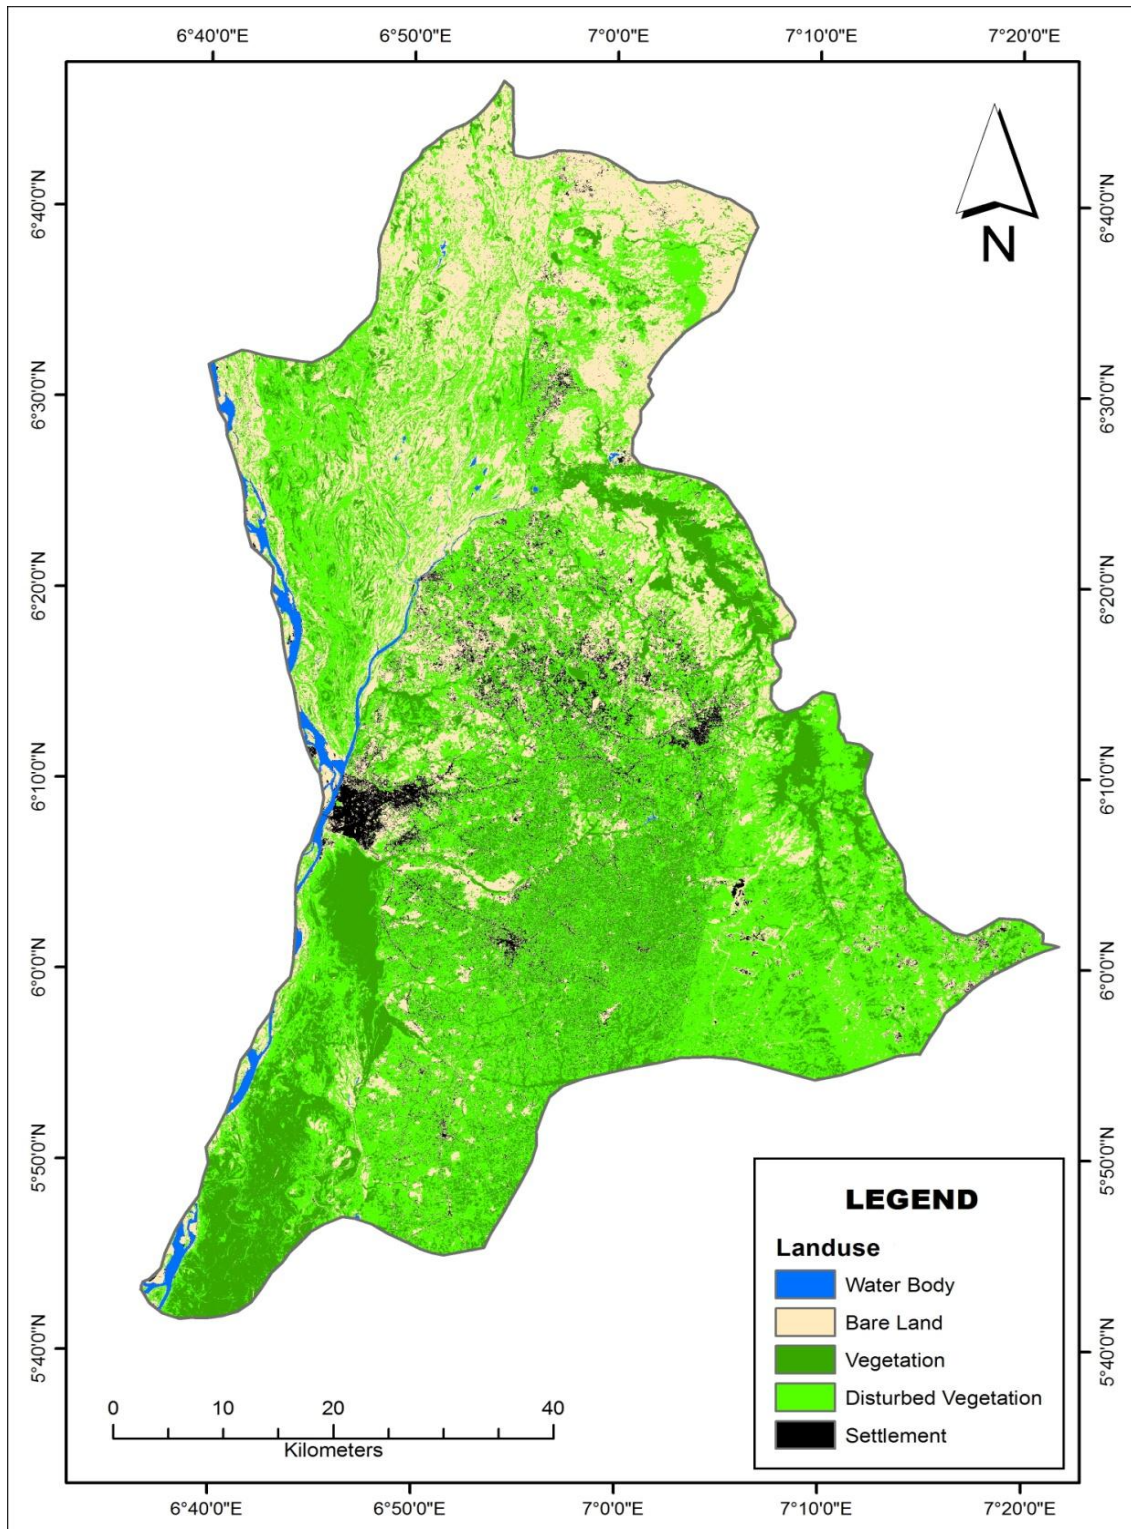 6°40'0"E 6°50'0"E 7°0'0"E 7°10'0"E 7°20'0"E
N
6°40'0"N 6°40'0"N
6°30'0"N 6°30'0"N
6°20'0"N 6°20'0"N
6°10'0"N 6°10'0"N
6°0'0"N 6°0'0"N
5°50'0"N 5°50'0"N
5°40'0"N 5°40'0"N
LEGEND
Landuse
Water Body
Bare Land
Vegetation
Disturbed Vegetation
Settlement
0 10 20 40
Kilometers
6°40'0"E 6°50'0"E 7°0'0"E 7°10'0"E 7°20'0"E